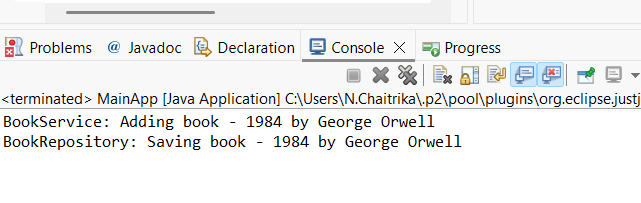 Problems @ Javadoc Declaration Console Progress
<terminated> MainApp [Java Application] C:\Users\N.Chaitrika\.p2\pool\plugins\org.eclipse.justj
BookService: Adding book - 1984 by George Orwell
BookRepository: Saving book - 1984 by George Orwell